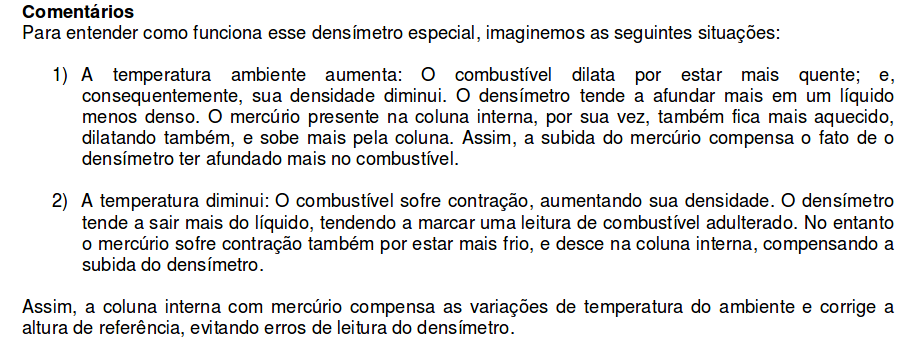 Comentários
Para entender como funciona esse densímetro especial, imaginemos as seguintes situações:
1) A temperatura ambiente aumenta: O combustível dilata por estar mais quente; e,
consequentemente, sua densidade diminui. O densímetro tende a afundar mais em um líquido
menos denso. O mercúrio presente na coluna interna, por sua vez, também fica mais aquecido,
dilatando também, e sobe mais pela coluna. Assim, a subida do mercúrio compensa o fato de o
densímetro ter afundado mais no combustível.
2) A temperatura diminui: O combustível sofre contração, aumentando sua densidade. O densímetro
tende a sair mais do líquido, tendendo a marcar uma leitura de combustível adulterado. No entanto
o mercúrio sofre contração também por estar mais frio, e desce na coluna interna, compensando a
subida do densímetro.
Assim, a coluna interna com mercúrio compensa as variações de temperatura do ambiente e corrige a
altura de referência, evitando erros de leitura do densímetro.